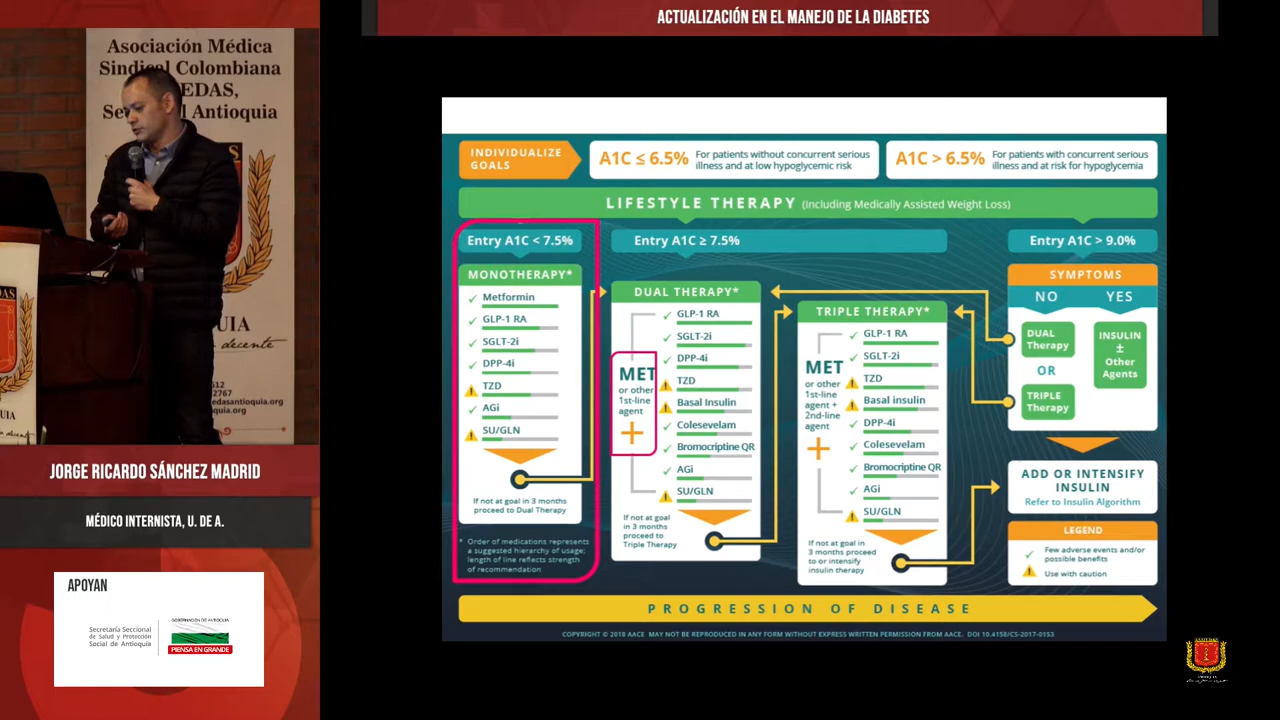 ACTUALIZACIÓN EN EL MANEJO DE LA DIABETES
Asociación Médica
Sindical Colombiana
EDAS,
Antioquia
decente
2767
JORGE RICARDO SÁNCHEZ MADRID
MÉDICO INTERNISTA, U. DE A.
APOYAN
Secretaría Seccional
de Salud y Protección
Social de Antioquia
GOBERNACIÓN DE ANTIOQUIA
PIENSA EN GRANDE
INDIVIDUALIZE
GOALS
A1C ≤ 6.5%
For patients without concurrent serious
illness and at low hypoglycemic risk
A1C > 6.5%
For patients with concurrent serious
illness and at risk for hypoglycemia
LIFESTYLE THERAPY (Including Medically Assisted Weight Loss)
Entry A1C < 7.5%
MONOTHERAPY*
✓ Metformin
✓ GLP-1 RA
✓ SGLT-2i
✓ DPP-4i
TZD
✓ AGi
SU/GLN
If not at goal in 3 months
proceed to Dual Therapy
* Order of medications represents
a suggested hierarchy of usage;
length of line reflects strength
of recommendation
Entry A1C ≥ 7.5%
DUAL THERAPY*
MET
or other
1st-line
agent
+
✓ GLP-1 RA
✓ SGLT-2i
✓ DPP-4i
TZD
Basal Insulin
✓ Colesevelam
✓ Bromocriptine QR
✓ AGi
SU/GLN
If not at goal
in 3 months
proceed to
Triple Therapy
TRIPLE THERAPY*
MET
or other
1st-line
agent +
2nd-line
agent
+
✓ GLP-1 RA
✓ SGLT-2i
TZD
Basal insulin
✓ DPP-4i
✓ Colesevelam
✓ Bromocriptine QR
✓ AGi
SU/GLN
If not at goal in
3 months proceed
to or intensify
insulin therapy
Entry A1C > 9.0%
SYMPTOMS
NO YES
DUAL
Therapy
OR
TRIPLE
Therapy
INSULIN
±
Other
Agents
ADD OR INTENSIFY
INSULIN
Refer to Insulin Algorithm
LEGEND
✓ Few adverse events and/or
possible benefits
Use with caution
PROGRESSION OF DISEASE
COPYRIGHT © 2018 AACE MAY NOT BE REPRODUCED IN ANY FORM WITHOUT EXPRESS WRITTEN PERMISSION FROM AACE. DOI 10.4158/CS-2017-0153